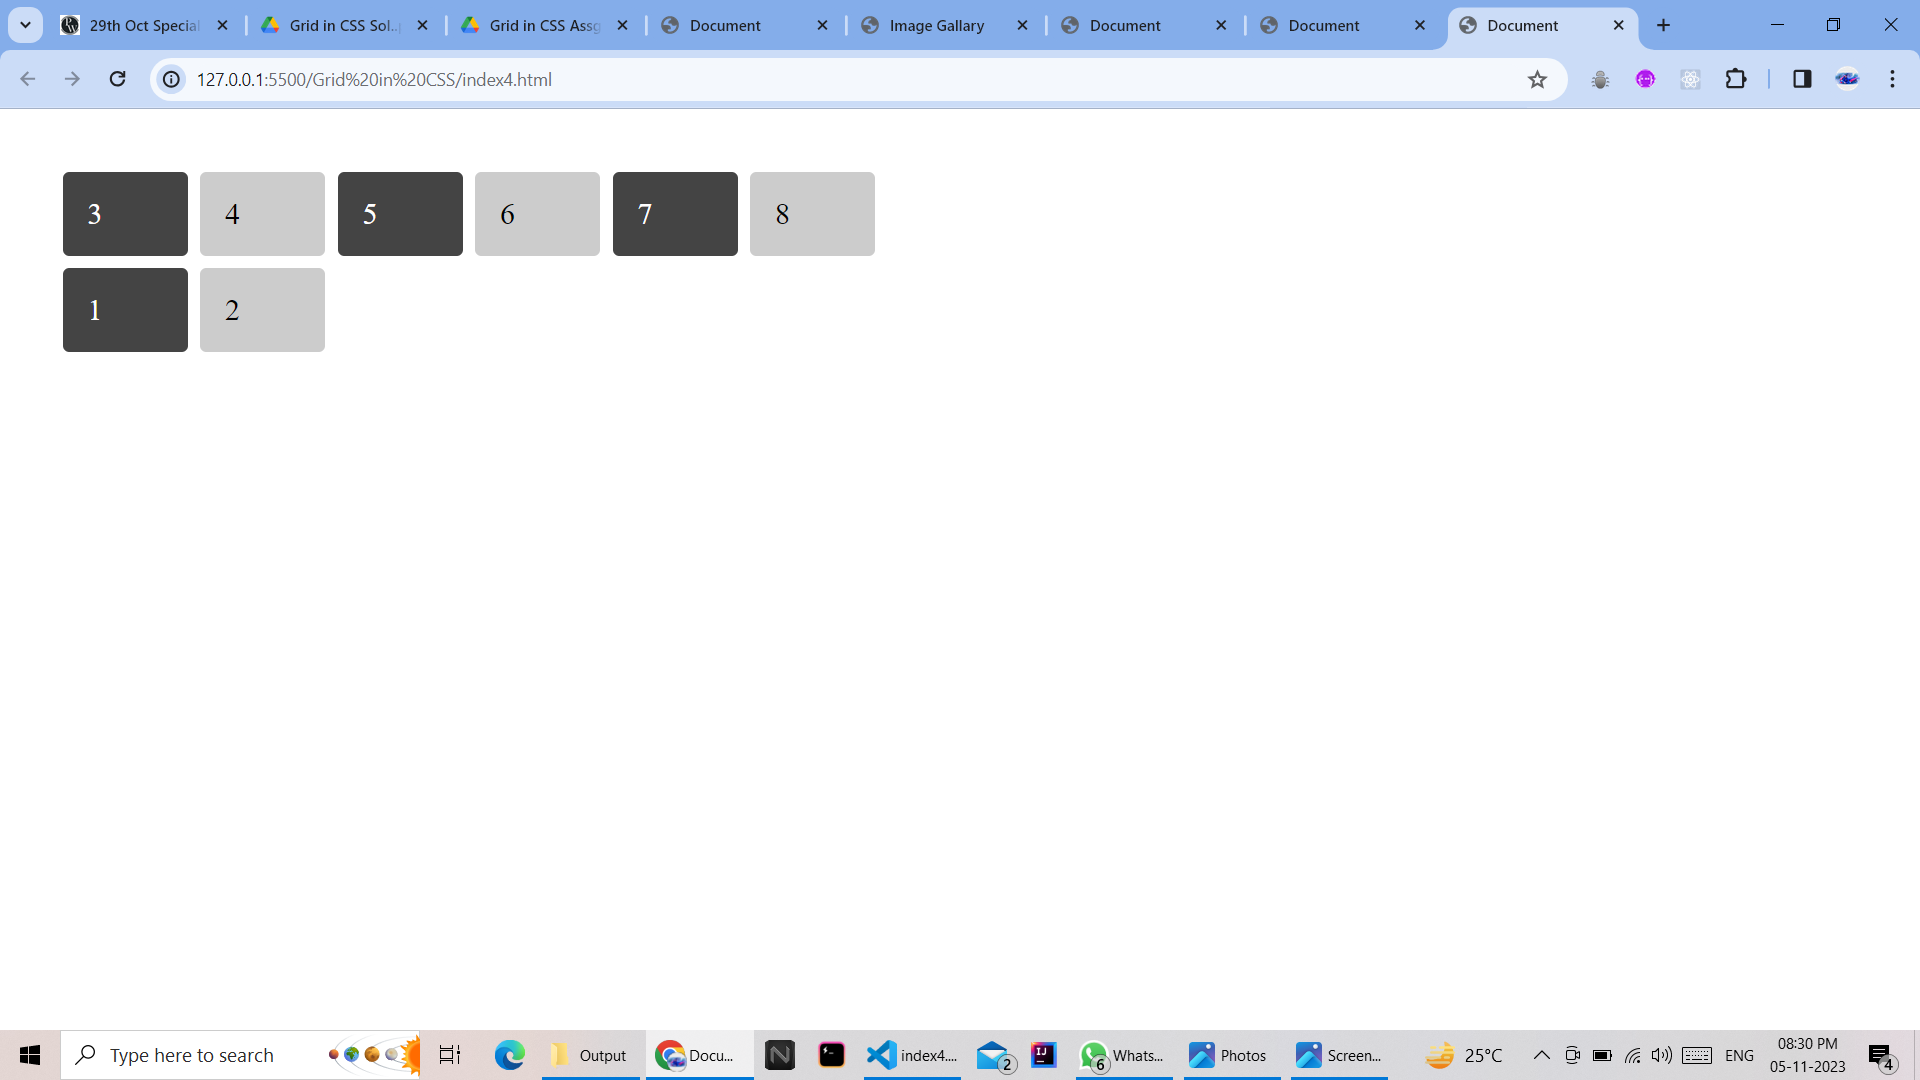 29th Oct Special
Grid in CSS Sol..
Grid in CSS Assg
Document
Image Gallary
Document
Document
Document
127.0.0.1:5500/Grid%20in%20CSS/index4.html
3 4 5 6 7 8
1 2
Type here to search
Output
Docu...
index4....
2
IJ
6
Whats...
Photos
Screen...
25°C
ENG
08:30 PM
05-11-2023
4